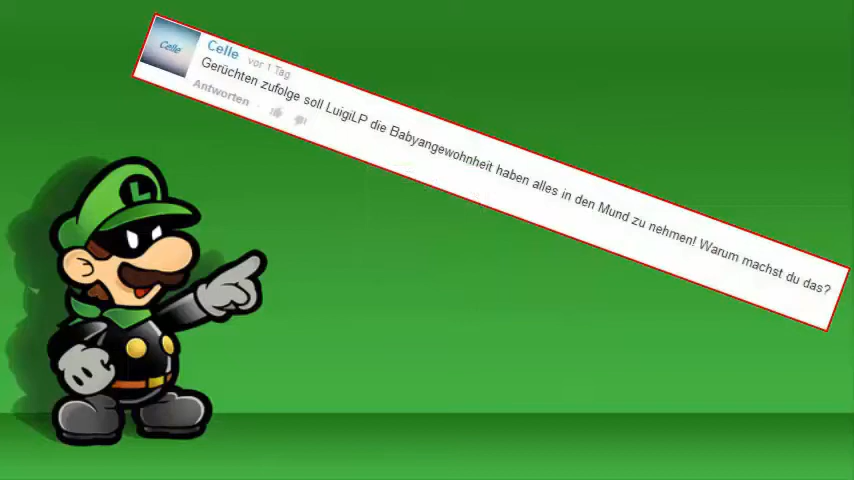 Celle
Celle vor 1 Tag
Gerüchten zufolge soll LuigiLP die Babyangewohnheit haben alles in den Mund zu nehmen! Warum machst du das?
Antworten ·
L